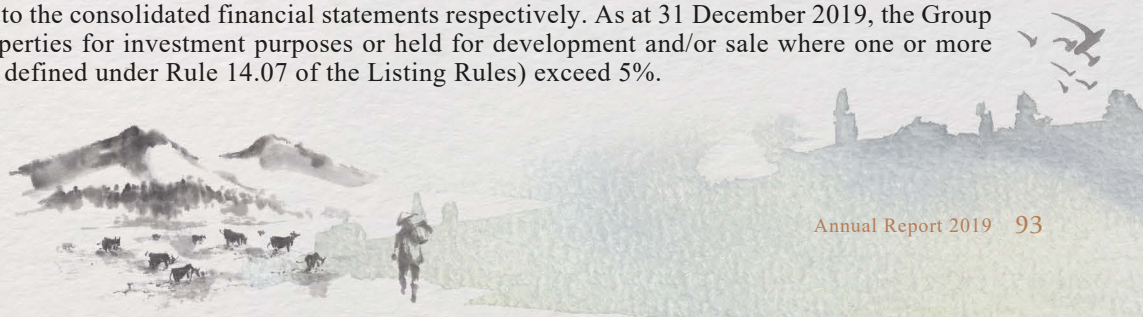 to the consolidated financial statements respectively. As at 31 December 2019, the Group
perties for investment purposes or held for development and/or sale where one or more
defined under Rule 14.07 of the Listing Rules) exceed 5%.
Annual Report 2019 93